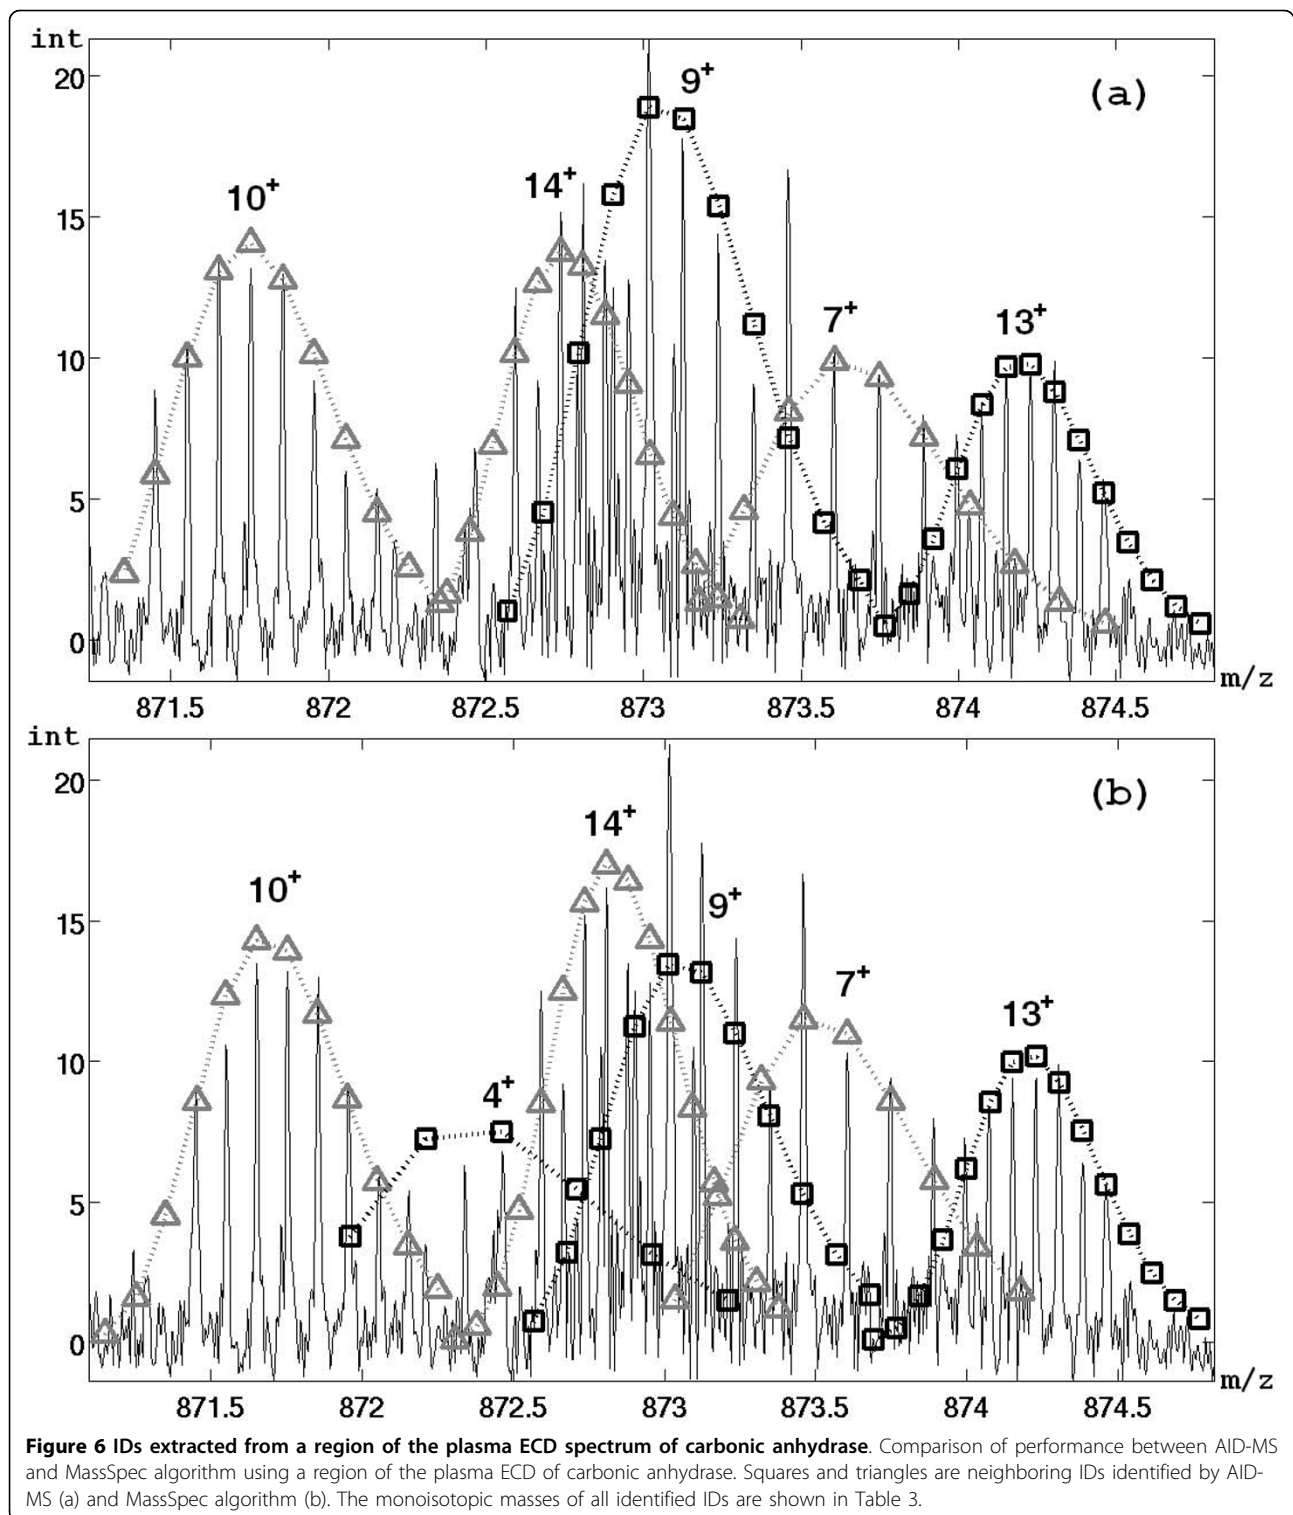 int
(a)
20
15
10
5
0
10+
14+
9+
7+
13+
m/z
871.5 872 872.5 873 873.5 874 874.5
int
(b)
20
15
10
5
0
10+
4+
14+
9+
7+
13+
m/z
871.5 872 872.5 873 873.5 874 874.5
Figure 6 IDs extracted from a region of the plasma ECD spectrum of carbonic anhydrase. Comparison of performance between AID-MS
and MassSpec algorithm using a region of the plasma ECD of carbonic anhydrase. Squares and triangles are neighboring IDs identified by AID-
MS (a) and MassSpec algorithm (b). The monoisotopic masses of all identified IDs are shown in Table 3.